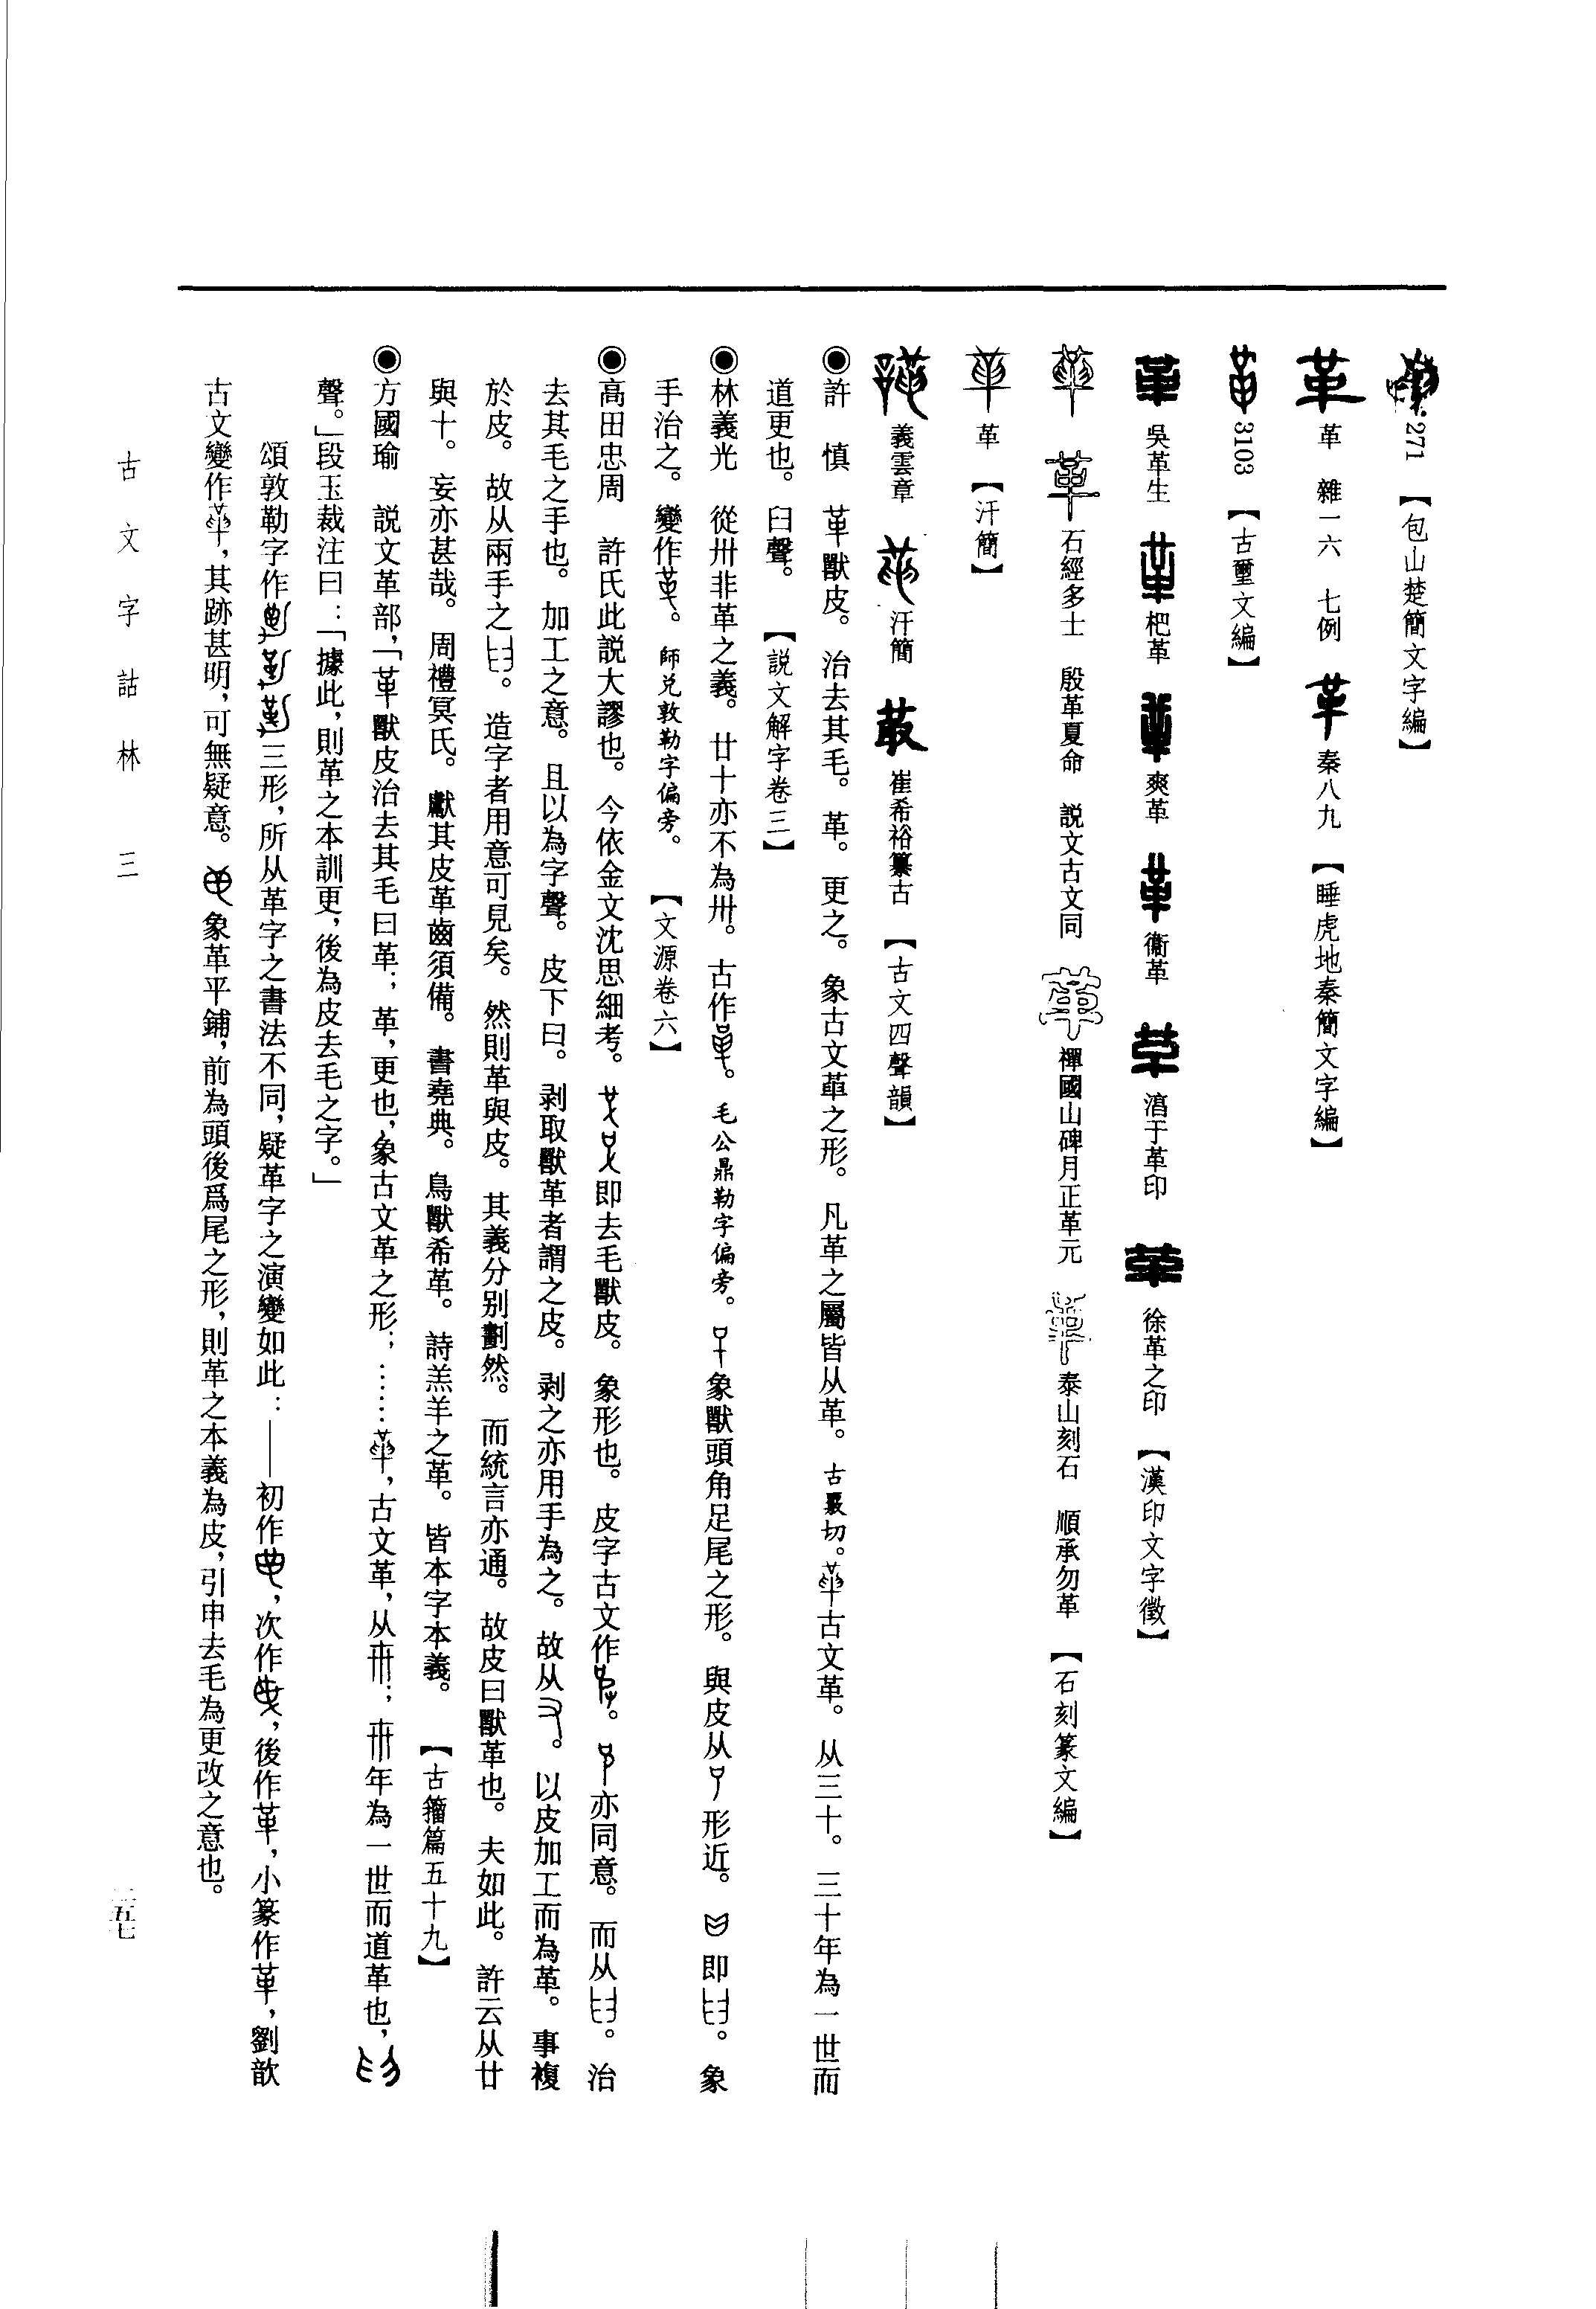 271　【包山楚簡文字編】
革　雜一六　七例　秦八九　【睡虎地秦簡文字編】
3103　【古璽文編】
吳革生　杷革　爽革　衞革　淯于革印　徐革之印　【漢印文字徵】
石經多士　殷革夏命　説文古文同　禪國山碑月正革元　泰山刻石　順承勿革　【石刻篆文編】
革　【汗簡】
義雲章　汗簡　崔希裕纂古　【古文四聲韻】
◉許　慎　革獸皮。治去其毛。革。更之。象古文革之形。凡革之屬皆从革。古覈切。古文革。从三十。三十年為一世而
道更也。𦥑聲。【説文解字卷三】
◉林義光　從卅非革之義。廿十亦不為卅。古作。毛公鼎勒字偏旁。象獸頭角足尾之形。與皮从形近。即𦥑。象
手治之。變作。師兑敦勒字偏旁。【文源卷六】
◉高田忠周　許氏此説大謬也。今依金文沈思細考。即去毛獸皮。象形也。皮字古文作。亦同意。而从𦥑。治
去其毛之手也。加工之意。且以為字聲。皮下曰。剥取獸革者謂之皮。剥之亦用手為之。故从。以皮加工而為革。事複
於皮。故从兩手之𦥑。造字者用意可見矣。然則革與皮。其義分别劃然。而統言亦通。故皮曰獸革也。夫如此。許云从廿
與十。妄亦甚哉。周禮冥氏。獻其皮革齒須備。書堯典。鳥獸希革。詩羔羊之革。皆本字本義。【古籀篇五十九】
◉方國瑜　説文革部，「革獸皮治去其毛曰革；革，更也，象古文革之形；……，古文革，从卅；卅年為一世而道革也，𦥑
聲。」段玉裁注曰：「據此，則革之本訓更，後為皮去毛之字。」
頌敦勒字作三形，所从革字之書法不同，疑革字之演變如此：——初作，次作，後作革，小篆作革，劉歆
古文變作，其跡甚明，可無疑意。象革平鋪，前為頭後爲尾之形，則革之本義為皮，引申去毛為更改之意也。
古文字詁林　三
二五七